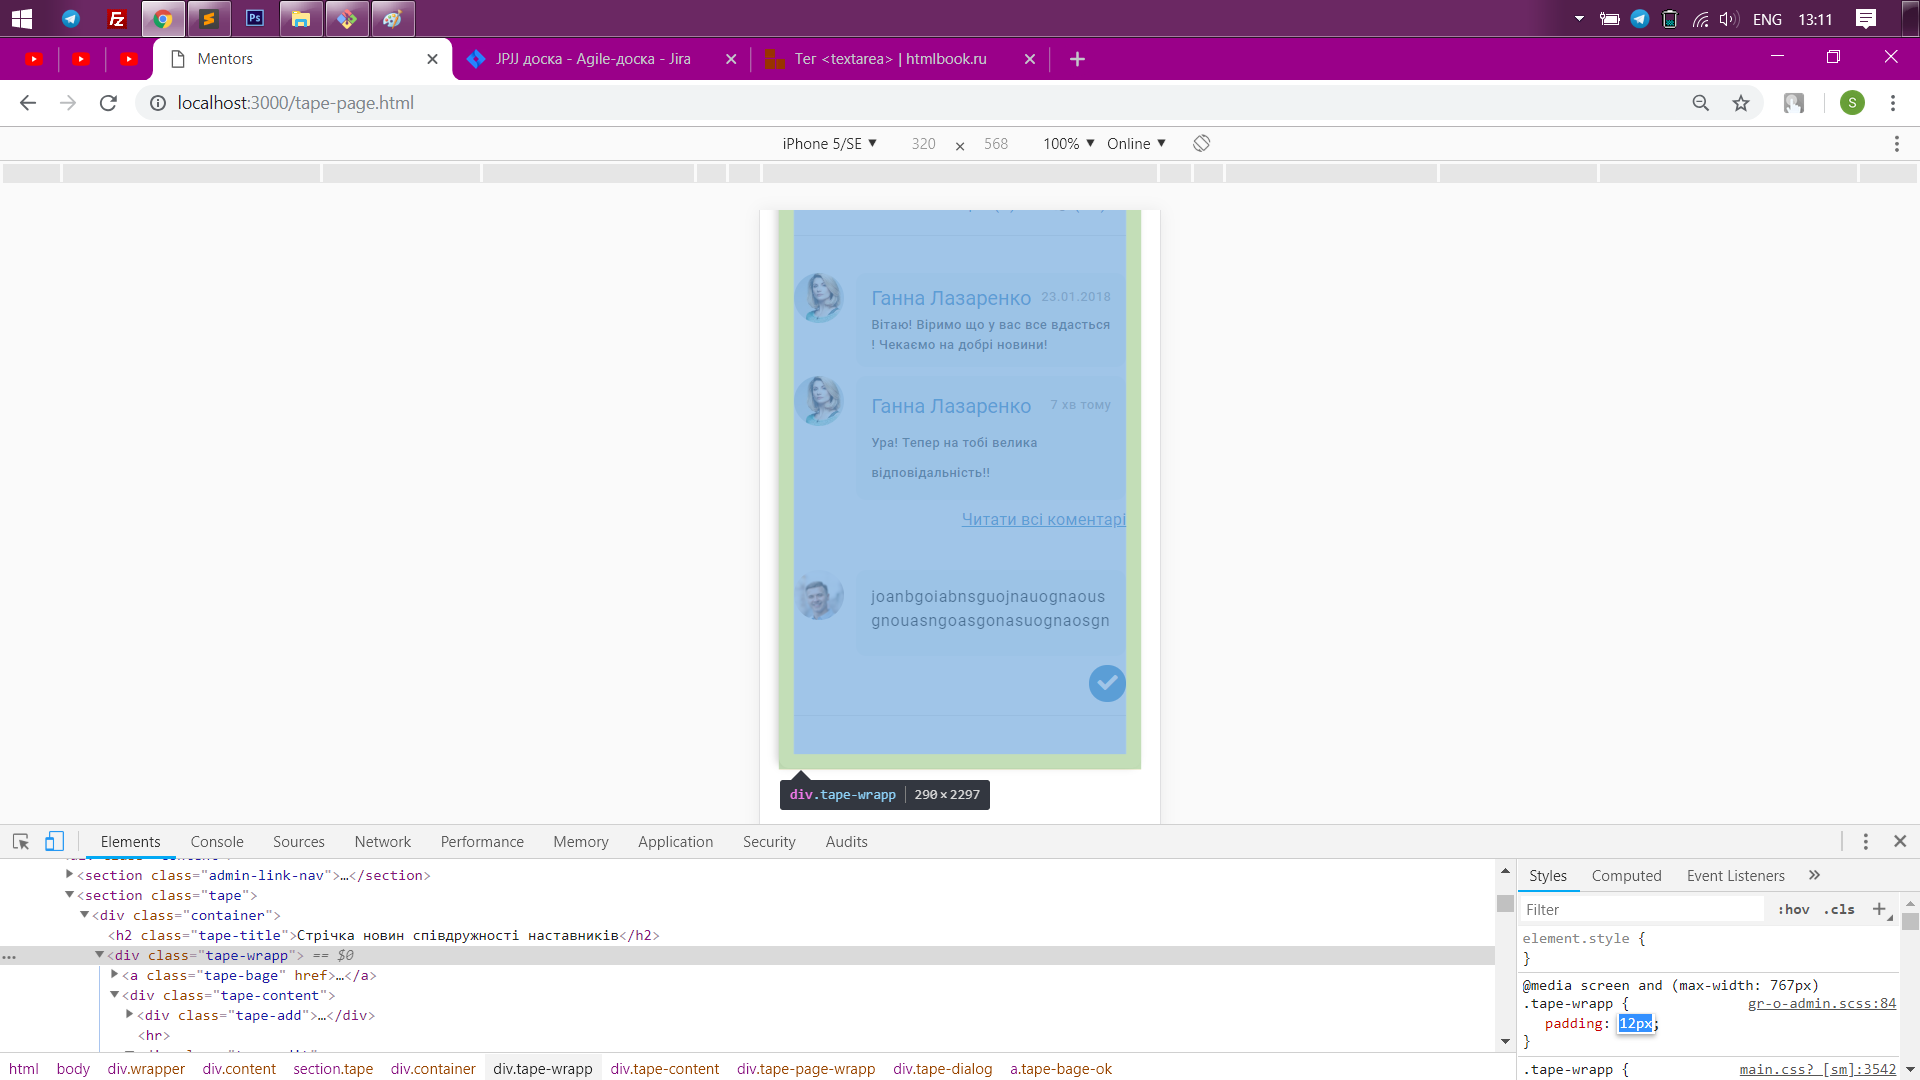 ENG 13:11
Mentors
JPJJ доска - Agile-доска - Jira
Тег <textarea> | htmlbook.ru
localhost:3000/tape-page.html
S
iPhone 5/SE ▼ 320 × 568 100% ▼ Online ▼
Ганна Лазаренко 23.01.2018
Вітаю! Віримо що у вас все вдасться
! Чекаємо на добрі новини!
Ганна Лазаренко 7 хв тому
Ура! Тепер на тобі велика
відповідальність!!
Читати всі коментарі
joanbgoiabnsguojnauognaous
gnouasngoasgonasuognaosgn
div.tape-wrapp 290 × 2297
Elements Console Sources Network Performance Memory Application Security Audits
<section class="admin-link-nav">…</section>
<section class="tape">
<div class="container">
<h2 class="tape-title">Стрічка новин співдружності наставників</h2>
<div class="tape-wrapp"> == $0
<a class="tape-bage" href>…</a>
<div class="tape-content">
<div class="tape-add">…</div>
<hr>
html body div.wrapper div.content section.tape div.container div.tape-wrapp div.tape-content div.tape-page-wrapp div.tape-dialog a.tape-bage-ok
Styles Computed Event Listeners »
Filter :hov .cls +
element.style {
}
@media screen and (max-width: 767px)
.tape-wrapp { gr-o-admin.scss:84
padding: 12px;
}
.tape-wrapp { main.css? [sm]:3542